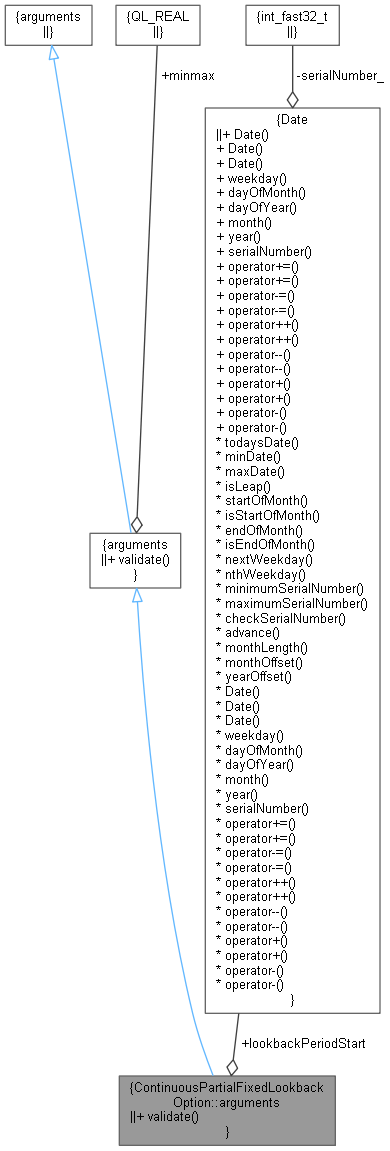 {arguments
||}
{QL_REAL
||}
{int_fast32_t
||}
+minmax
-serialNumber_
{Date
||+ Date()
+ Date()
+ Date()
+ weekday()
+ dayOfMonth()
+ dayOfYear()
+ month()
+ year()
+ serialNumber()
+ operator+=()
+ operator+=()
+ operator-=()
+ operator-=()
+ operator++()
+ operator++()
+ operator--()
+ operator--()
+ operator+()
+ operator+()
+ operator-()
+ operator-()
* todaysDate()
* minDate()
* maxDate()
* isLeap()
* startOfMonth()
* isStartOfMonth()
* endOfMonth()
* isEndOfMonth()
* nextWeekday()
* nthWeekday()
* minimumSerialNumber()
* maximumSerialNumber()
* checkSerialNumber()
* advance()
* monthLength()
* monthOffset()
* yearOffset()
* Date()
* Date()
* Date()
* weekday()
* dayOfMonth()
* dayOfYear()
* month()
* year()
* serialNumber()
* operator+=()
* operator+=()
* operator-=()
* operator-=()
* operator++()
* operator++()
* operator--()
* operator--()
* operator+()
* operator+()
* operator-()
* operator-()
}
{arguments
||+ validate()
}
+lookbackPeriodStart
{ContinuousPartialFixedLookback
Option::arguments
||+ validate()
}